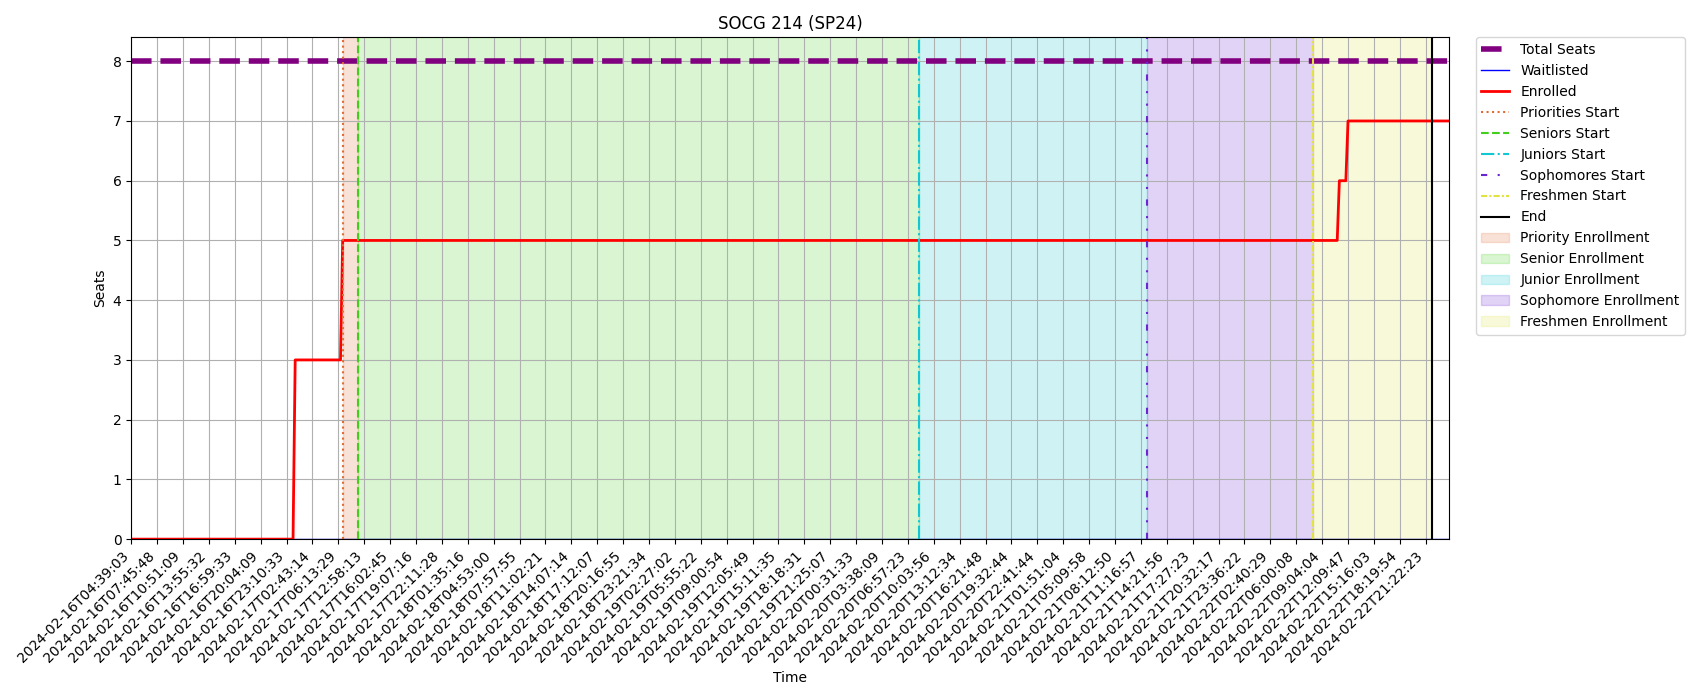 SOCG 214 (SP24)
Seats
8
7
6
5
4
3
2
1
0
2024-02-16T04:39:03
2024-02-16T07:45:48
2024-02-16T10:51:09
2024-02-16T13:55:32
2024-02-16T16:59:33
2024-02-16T20:04:09
2024-02-16T23:10:33
2024-02-17T02:43:14
2024-02-17T06:13:29
2024-02-17T12:58:13
2024-02-17T16:02:45
2024-02-17T19:07:16
2024-02-17T22:11:28
2024-02-18T01:35:16
2024-02-18T04:53:00
2024-02-18T07:57:55
2024-02-18T11:02:21
2024-02-18T14:07:14
2024-02-18T17:12:07
2024-02-18T20:16:55
2024-02-18T23:21:34
2024-02-19T02:27:02
2024-02-19T05:55:22
2024-02-19T09:00:54
2024-02-19T12:05:49
2024-02-19T15:11:35
2024-02-19T18:18:31
2024-02-19T21:25:07
2024-02-20T00:31:33
2024-02-20T03:38:09
2024-02-20T06:57:23
2024-02-20T10:03:56
2024-02-20T13:12:34
2024-02-20T16:21:48
2024-02-20T19:32:44
2024-02-20T22:41:44
2024-02-21T01:51:04
2024-02-21T05:09:58
2024-02-21T08:12:50
2024-02-21T11:16:57
2024-02-21T14:21:56
2024-02-21T17:27:23
2024-02-21T20:32:17
2024-02-21T23:36:22
2024-02-22T02:40:29
2024-02-22T06:00:08
2024-02-22T09:04:04
2024-02-22T12:09:47
2024-02-22T15:16:03
2024-02-22T18:19:54
2024-02-22T21:22:23
Time
Total Seats
Waitlisted
Enrolled
Priorities Start
Seniors Start
Juniors Start
Sophomores Start
Freshmen Start
End
Priority Enrollment
Senior Enrollment
Junior Enrollment
Sophomore Enrollment
Freshmen Enrollment